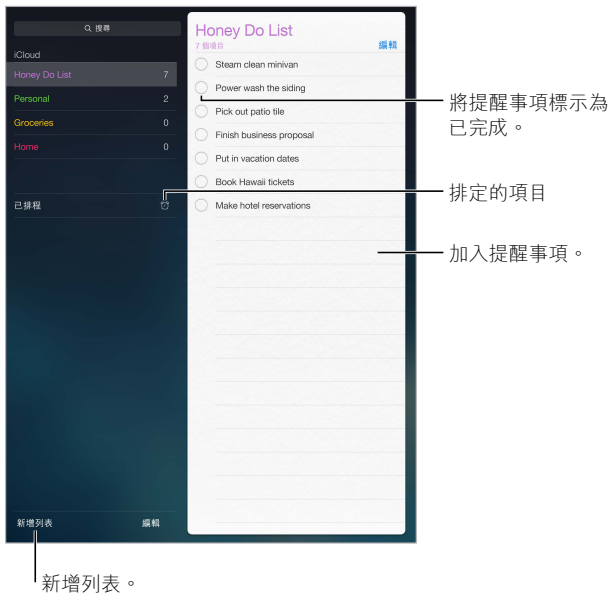 搜尋
iCloud
Honey Do List 7
Personal 2
Groceries 0
Home 0
已排程
新增列表 編輯
Honey Do List
7 個項目 編輯
Steam clean minivan
Power wash the siding
Pick out patio tile
Finish business proposal
Put in vacation dates
Book Hawaii tickets
Make hotel reservations
將提醒事項標示為
已完成。
排定的項目
加入提醒事項。
新增列表。